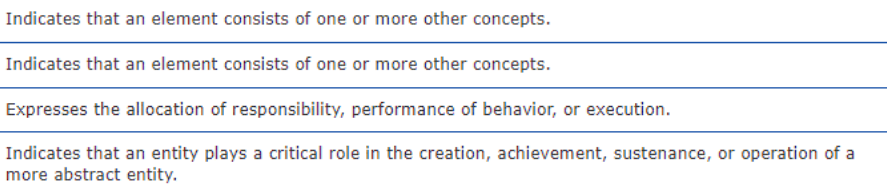 Indicates that an element consists of one or more other concepts.
Indicates that an element consists of one or more other concepts.
Expresses the allocation of responsibility, performance of behavior, or execution.
Indicates that an entity plays a critical role in the creation, achievement, sustenance, or operation of a
more abstract entity.